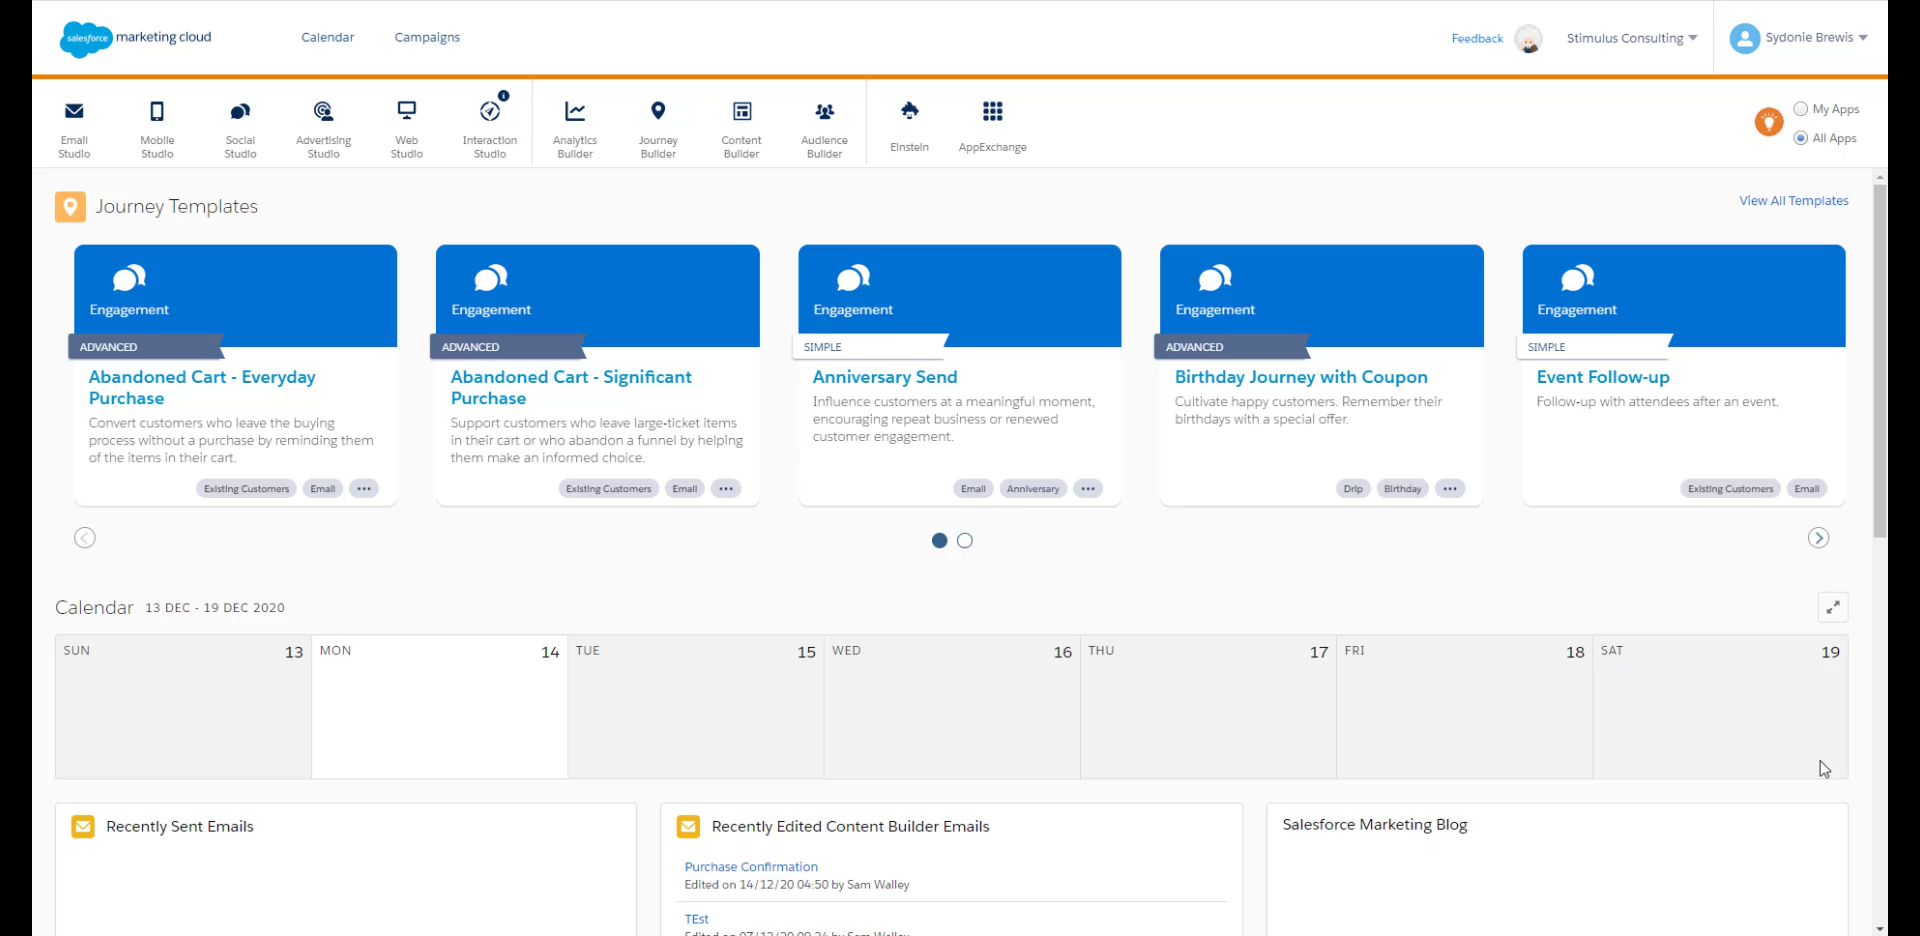 salesforce marketing cloud
Calendar
Campaigns
Feedback
Stimulus Consulting
Sydonie Brewis
Email Studio
Mobile Studio
Social Studio
Advertising Studio
Web Studio
Interaction Studio
Analytics Builder
Journey Builder
Content Builder
Audience Builder
Einstein
AppExchange
My Apps
All Apps
Journey Templates
View All Templates
Engagement
ADVANCED
Abandoned Cart - Everyday
Purchase
Convert customers who leave the buying
process without a purchase by reminding them
of the items in their cart.
Existing Customers
Email
Engagement
ADVANCED
Abandoned Cart - Significant
Purchase
Support customers who leave large-ticket items
in their cart or who abandon a funnel by helping
them make an informed choice.
Existing Customers
Email
Engagement
SIMPLE
Anniversary Send
Influence customers at a meaningful moment,
encouraging repeat business or renewed
customer engagement.
Email
Anniversary
Engagement
ADVANCED
Birthday Journey with Coupon
Cultivate happy customers. Remember their
birthdays with a special offer.
Drip
Birthday
Engagement
SIMPLE
Event Follow-up
Follow-up with attendees after an event.
Existing Customers
Email
Calendar 13 DEC - 19 DEC 2020
SUN 13
MON 14
TUE 15
WED 16
THU 17
FRI 18
SAT 19
Recently Sent Emails
Recently Edited Content Builder Emails
Purchase Confirmation
Edited on 14/12/20 04:50 by Sam Walley
TEst
Edited on 07/12/20 09:24 by Sam Walley
Salesforce Marketing Blog